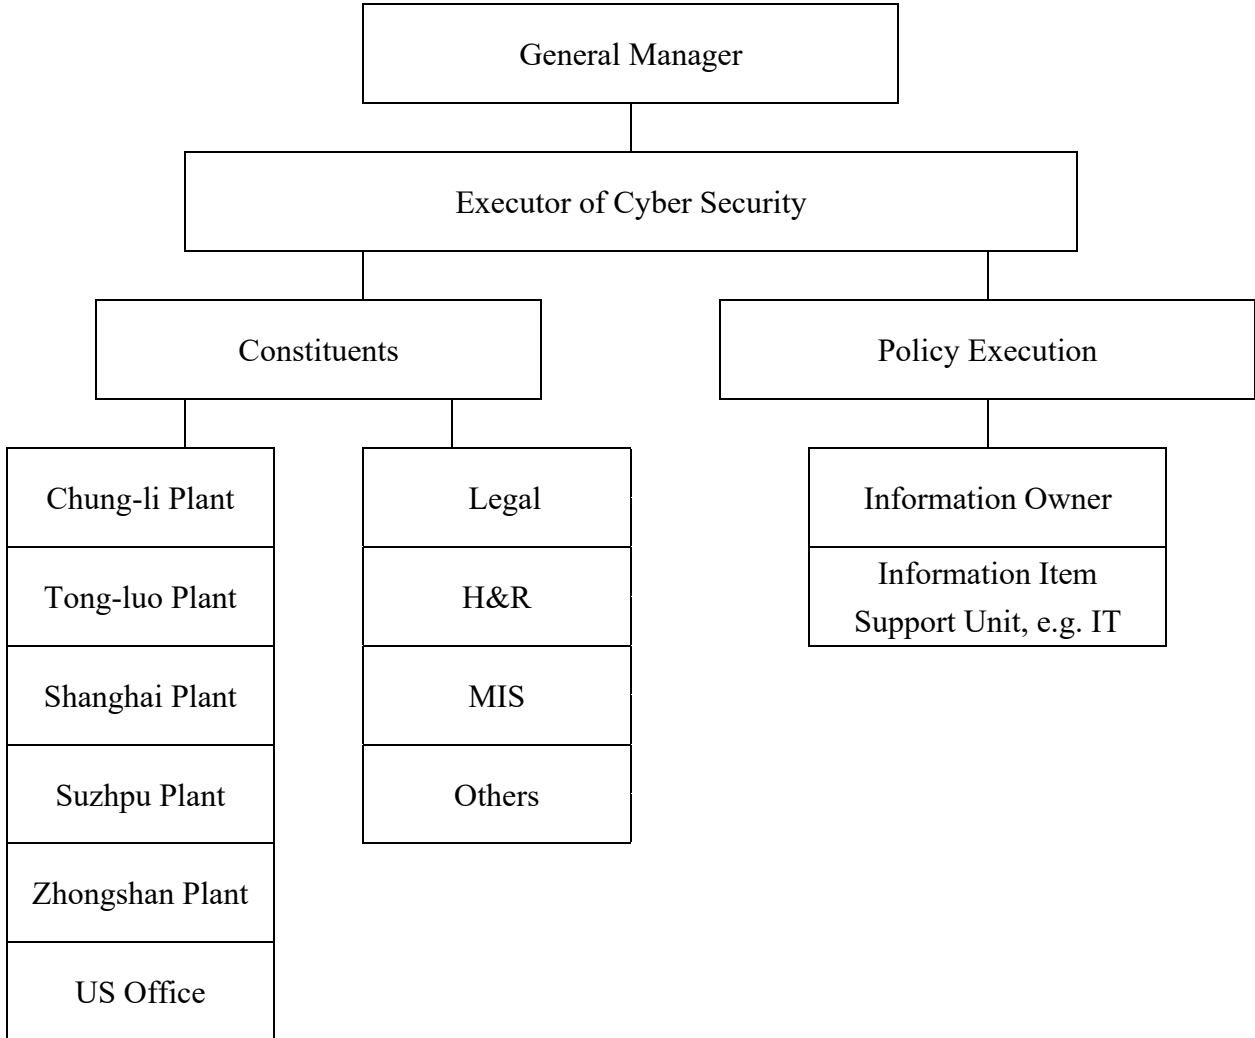 General Manager
Executor of Cyber Security
Constituents
Policy Execution
Chung-li Plant
Tong-luo Plant
Shanghai Plant
Suzhpu Plant
Zhongshan Plant
US Office
Legal
H&R
MIS
Others
Information Owner
Information Item
Support Unit, e.g. IT